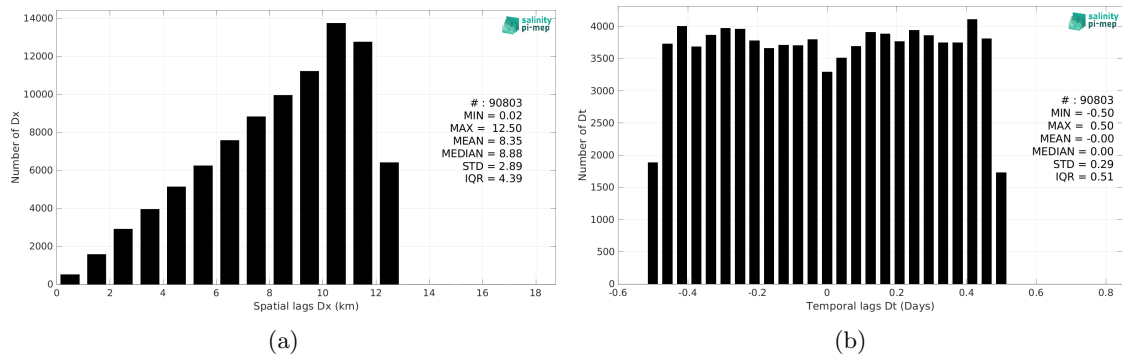 14000
12000
10000
8000
6000
4000
2000
0
0
2
4
6
8
10
12
14
16
18
Number of Dx
Spatial lags Dx (km)
salinity
pi-mep
# : 90803
MIN = 0.02
MAX = 12.50
MEAN = 8.35
MEDIAN = 8.88
STD = 2.89
IQR = 4.39
(a)
4000
3500
3000
2500
2000
1500
1000
500
0
-0.6
-0.4
-0.2
0
0.2
0.4
0.6
0.8
Number of Dt
Temporal lags Dt (Days)
salinity
pi-mep
# : 90803
MIN = -0.50
MAX = 0.50
MEAN = -0.00
MEDIAN = 0.00
STD = 0.29
IQR = 0.51
(b)